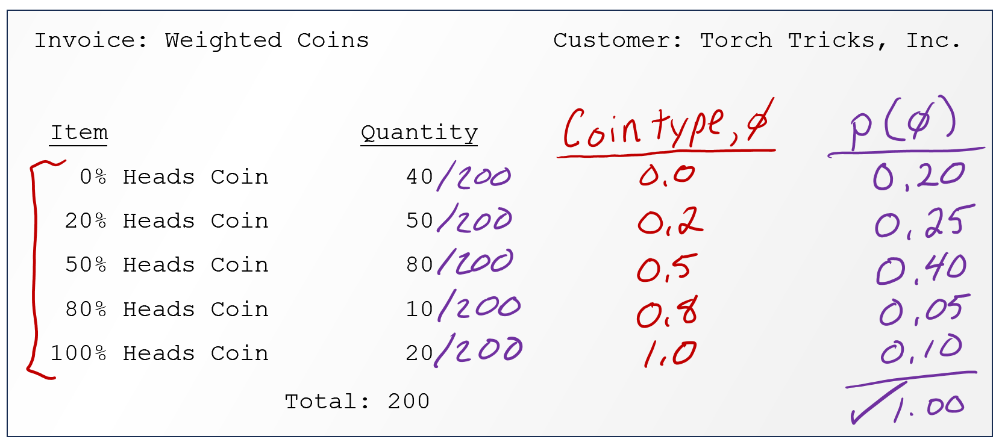 Invoice: Weighted Coins Customer: Torch Tricks, Inc.
Item Quantity Coin type, ϕ p(ϕ)
0% Heads Coin 40/200 0.0 0.20
20% Heads Coin 50/200 0.2 0.25
50% Heads Coin 80/200 0.5 0.40
80% Heads Coin 10/200 0.8 0.05
100% Heads Coin 20/200 1.0 0.10
Total: 200 ✓1.00